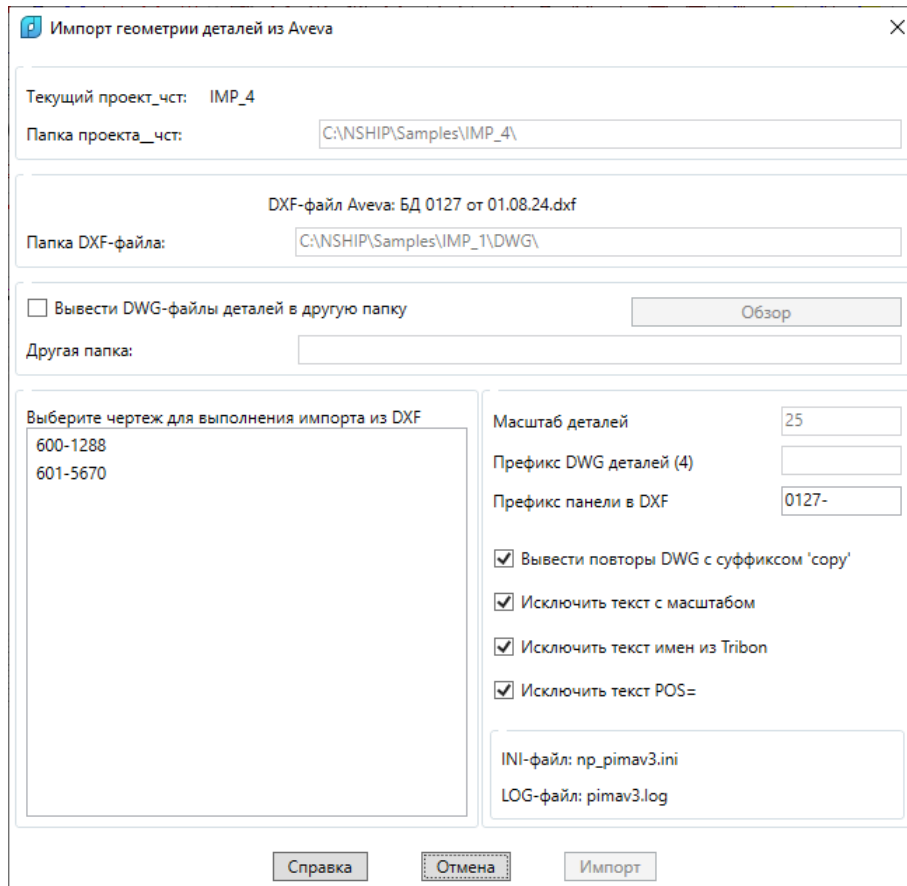 Импорт геометрии деталей из Aveva
Текущий проект_чст: IMP_4
Папка проекта__чст: C:\NSHIP\Samples\IMP_4\
DXF-файл Aveva: БД 0127 от 01.08.24.dxf
Папка DXF-файла: C:\NSHIP\Samples\IMP_1\DWG\
Вывести DWG-файлы деталей в другую папку
Обзор
Другая папка:
Выберите чертеж для выполнения импорта из DXF
600-1288
601-5670
Масштаб деталей 25
Префикс DWG деталей (4)
Префикс панели в DXF 0127-
Вывести повторы DWG с суффиксом 'copy'
Исключить текст с масштабом
Исключить текст имен из Tribon
Исключить текст POS=
INI-файл: np_pimav3.ini
LOG-файл: pimav3.log
Справка Отмена Импорт